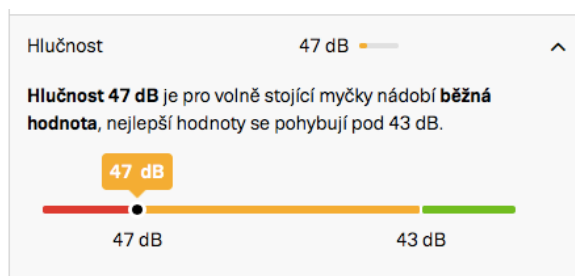 Hlučnost 47 dB
Hlučnost 47 dB je pro volně stojící myčky nádobí běžná
hodnota, nejlepší hodnoty se pohybují pod 43 dB.
47 dB
47 dB 43 dB